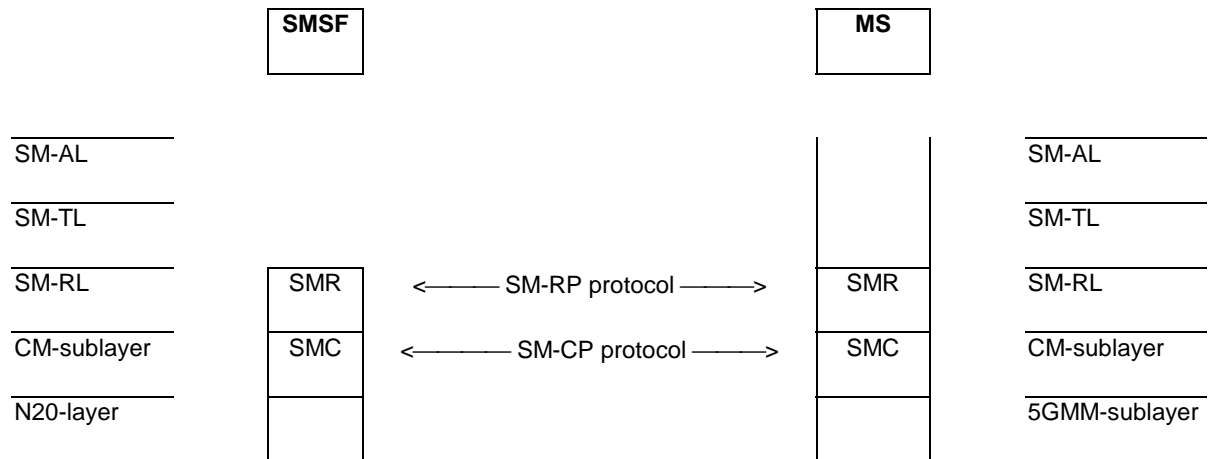 SMSF MS
SM-AL SM-AL
SM-TL SM-TL
SM-RL SMR <——— SM-RP protocol ———> SMR SM-RL
CM-sublayer SMC <———— SM-CP protocol ————> SMC CM-sublayer
N20-layer 5GMM-sublayer